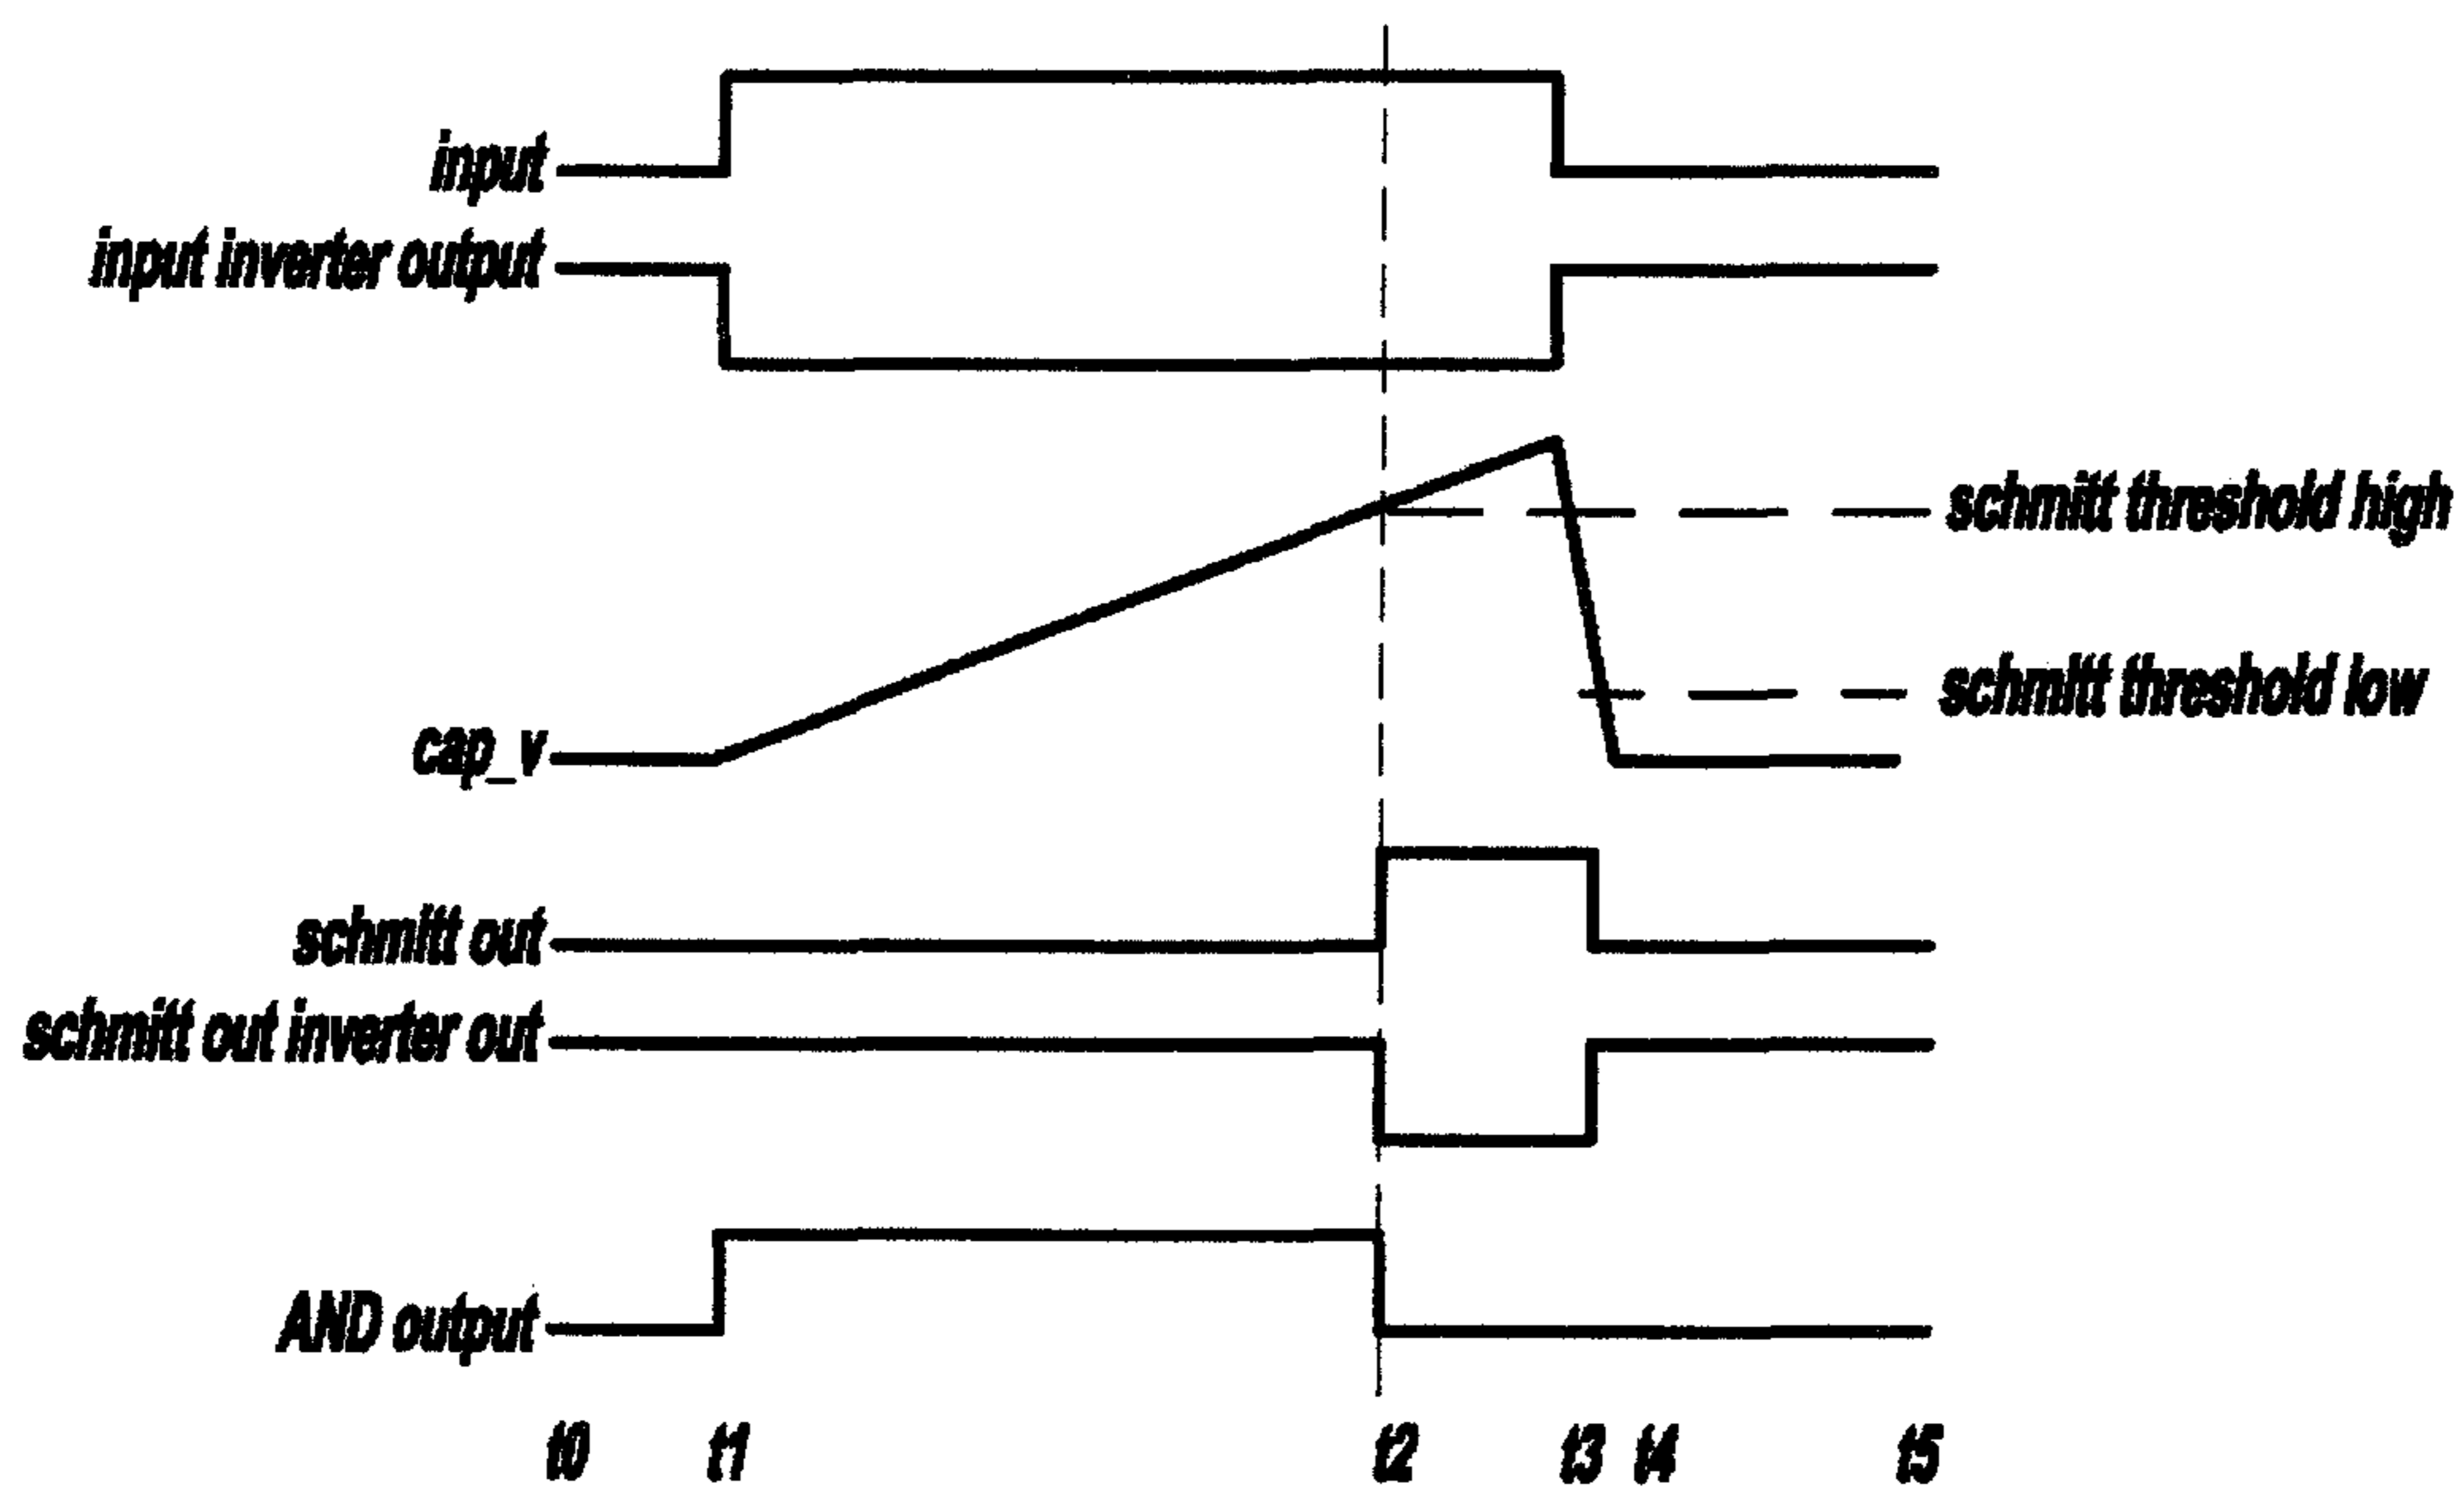 input
input inverter output
schmitt threshold high
schmitt threshold low
cap_v
schmitt out
schmitt out inverter out
AND output
t0 t1 t2 t3 t4 t5